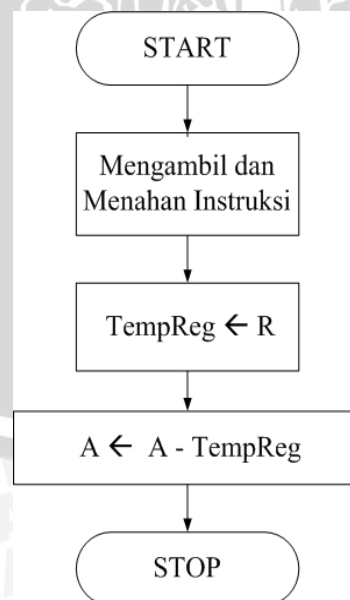 START
Mengambil dan
Menahan Instruksi
TempReg ← R
A ← A - TempReg
STOP